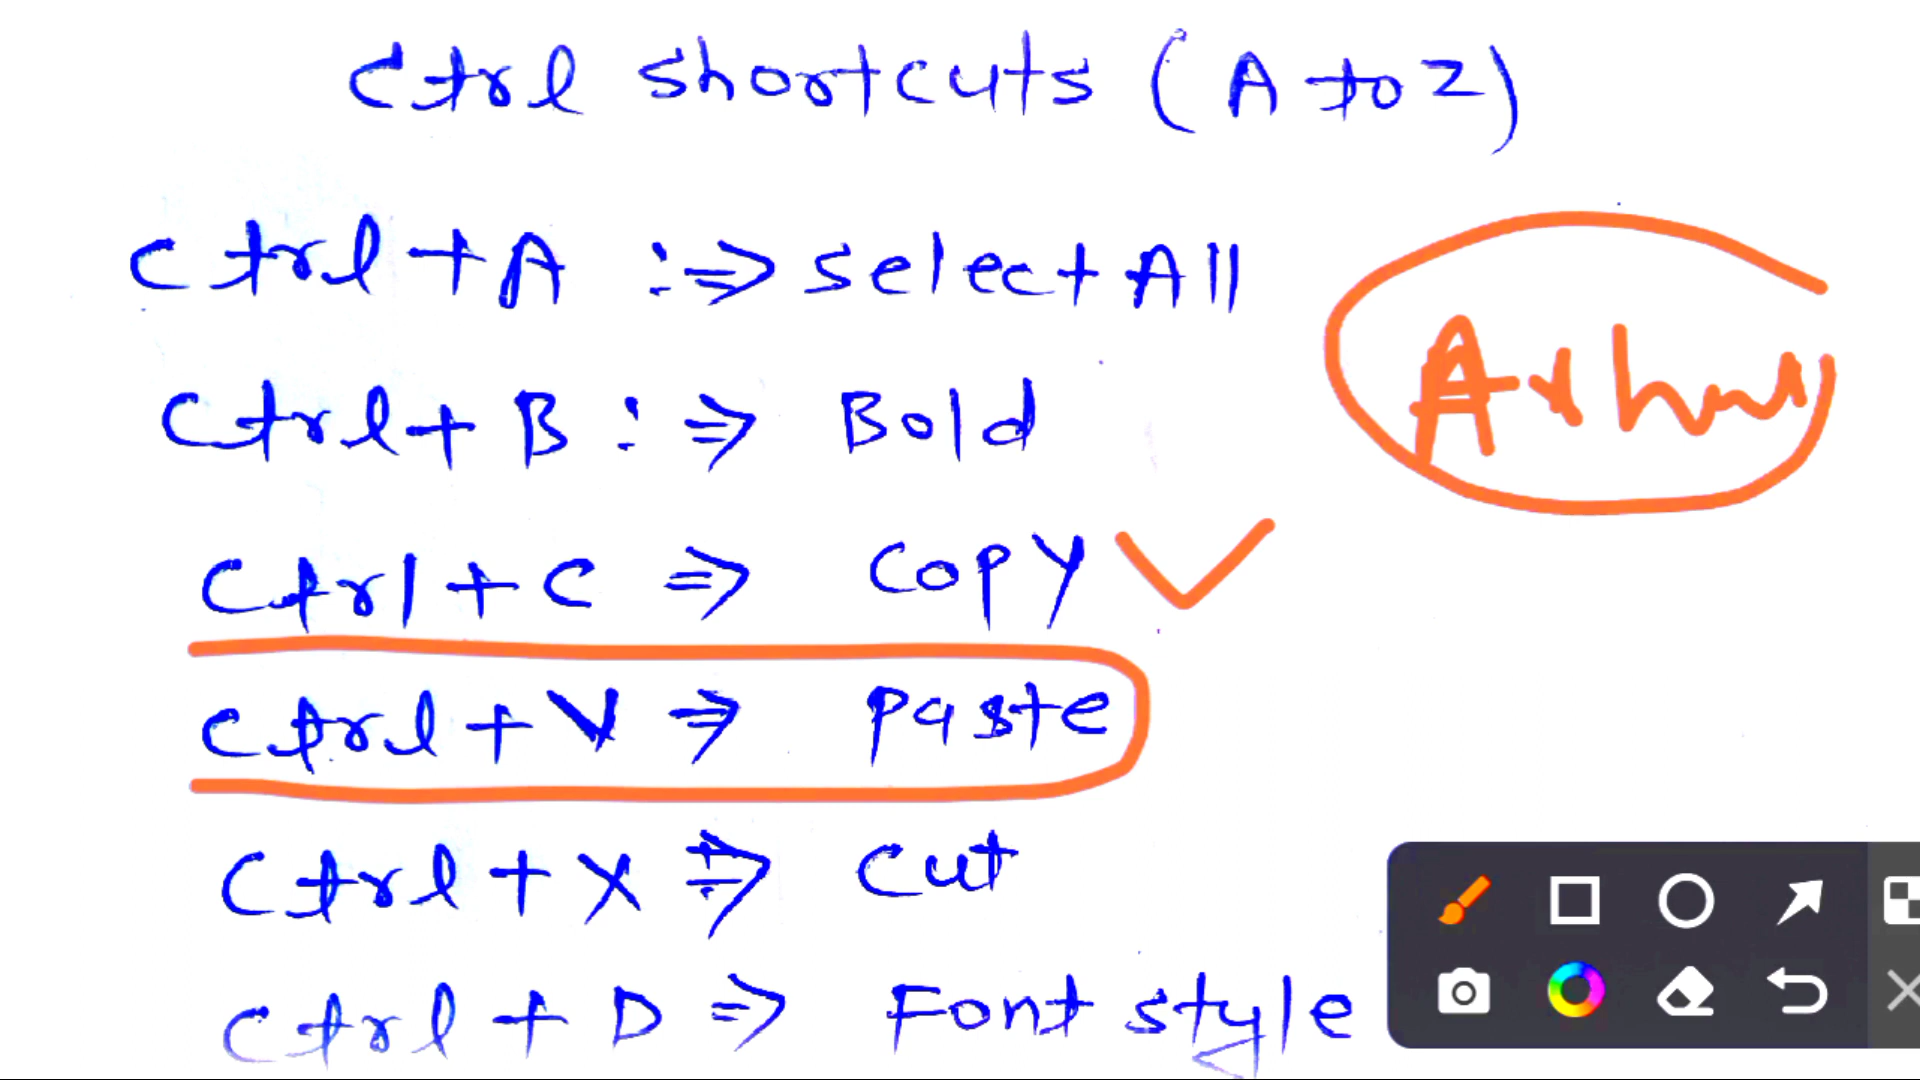 Ctrl shortcuts (A to Z)
Ctrl + A :⇒ select All
Ctrl + B :⇒ Bold
Ctrl + C ⇒ Copy
Ctrl + V ⇒ paste
Ctrl + X ⇒ Cut
Ctrl + D ⇒ Font style